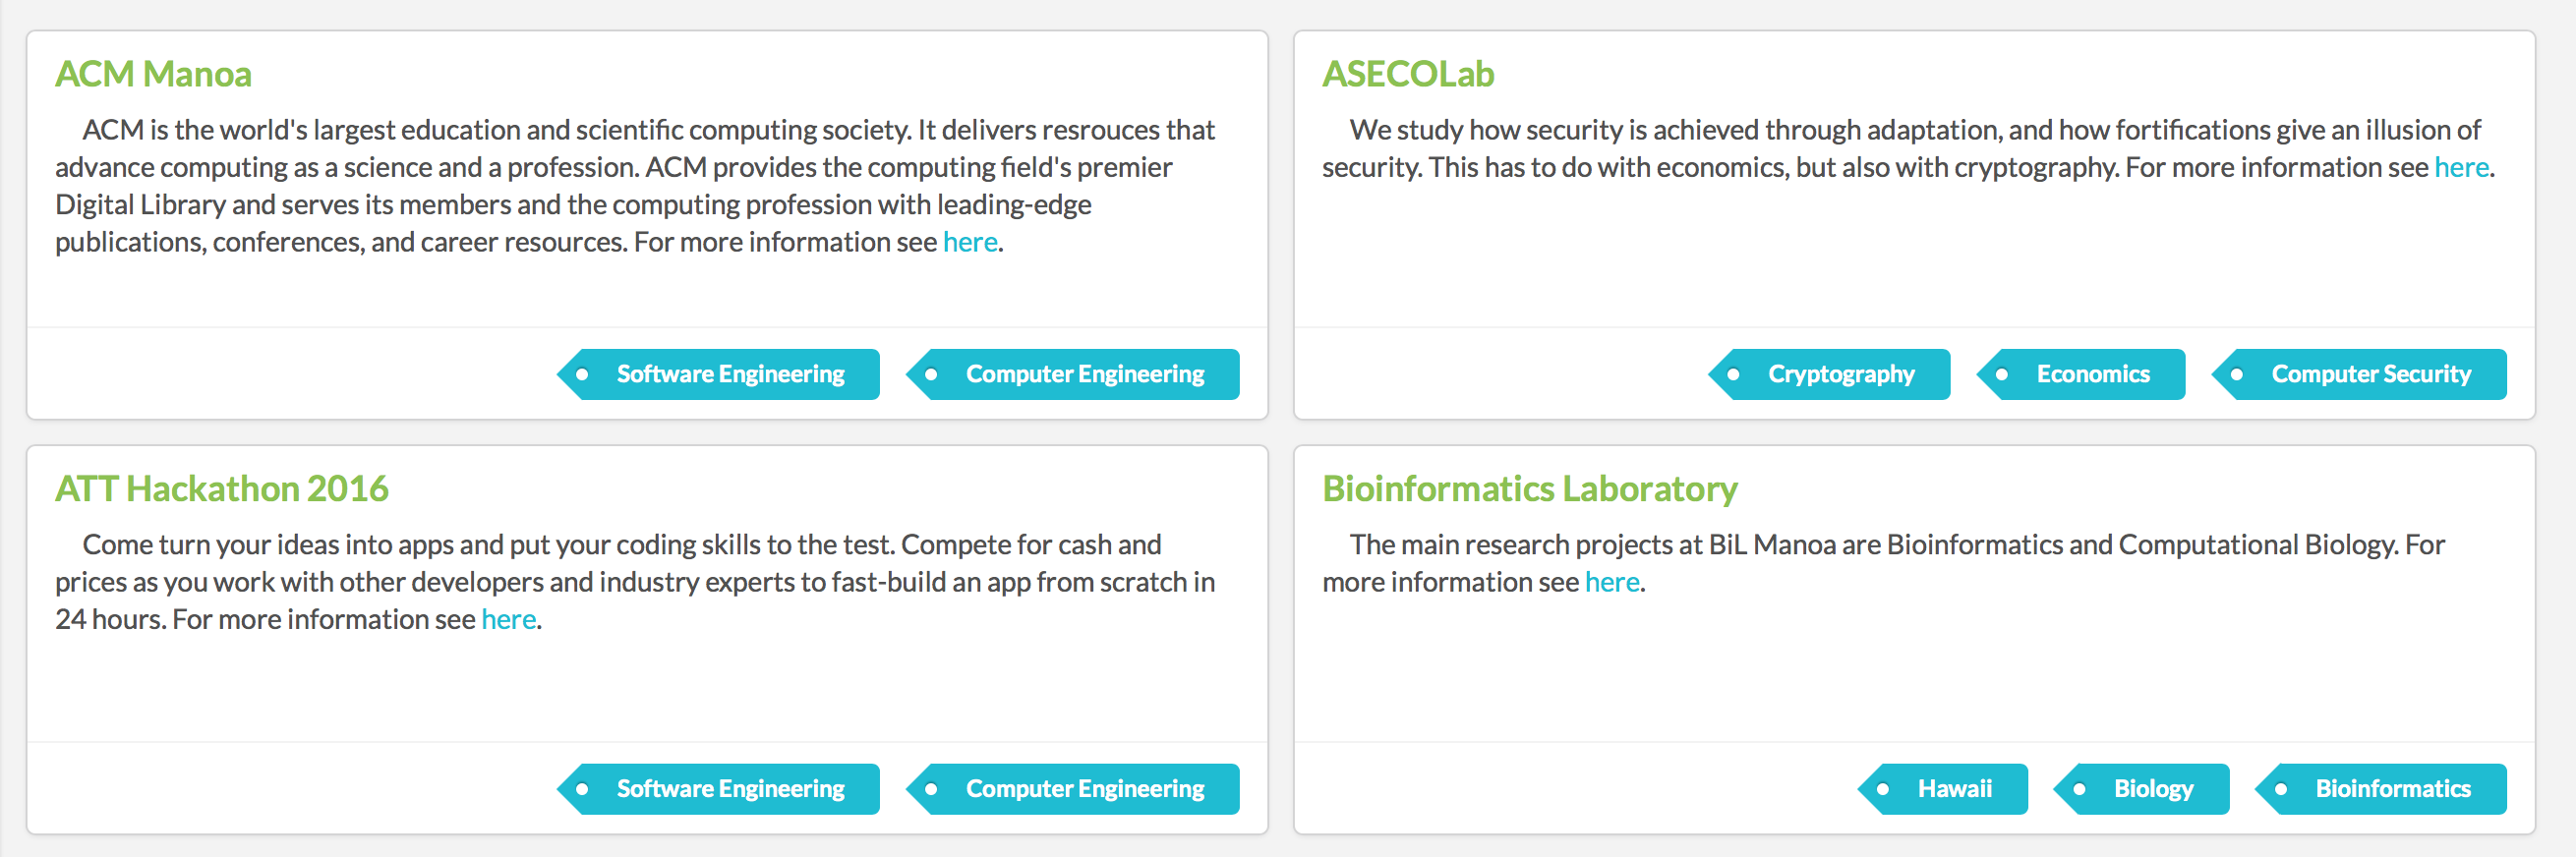 ACM Manoa
ACM is the world's largest education and scientific computing society. It delivers resrouces that
advance computing as a science and a profession. ACM provides the computing field's premier
Digital Library and serves its members and the computing profession with leading-edge
publications, conferences, and career resources. For more information see here.
Software Engineering
Computer Engineering
ASECOLab
We study how security is achieved through adaptation, and how fortifications give an illusion of
security. This has to do with economics, but also with cryptography. For more information see here.
Cryptography
Economics
Computer Security
ATT Hackathon 2016
Come turn your ideas into apps and put your coding skills to the test. Compete for cash and
prices as you work with other developers and industry experts to fast-build an app from scratch in
24 hours. For more information see here.
Software Engineering
Computer Engineering
Bioinformatics Laboratory
The main research projects at BiL Manoa are Bioinformatics and Computational Biology. For
more information see here.
Hawaii
Biology
Bioinformatics